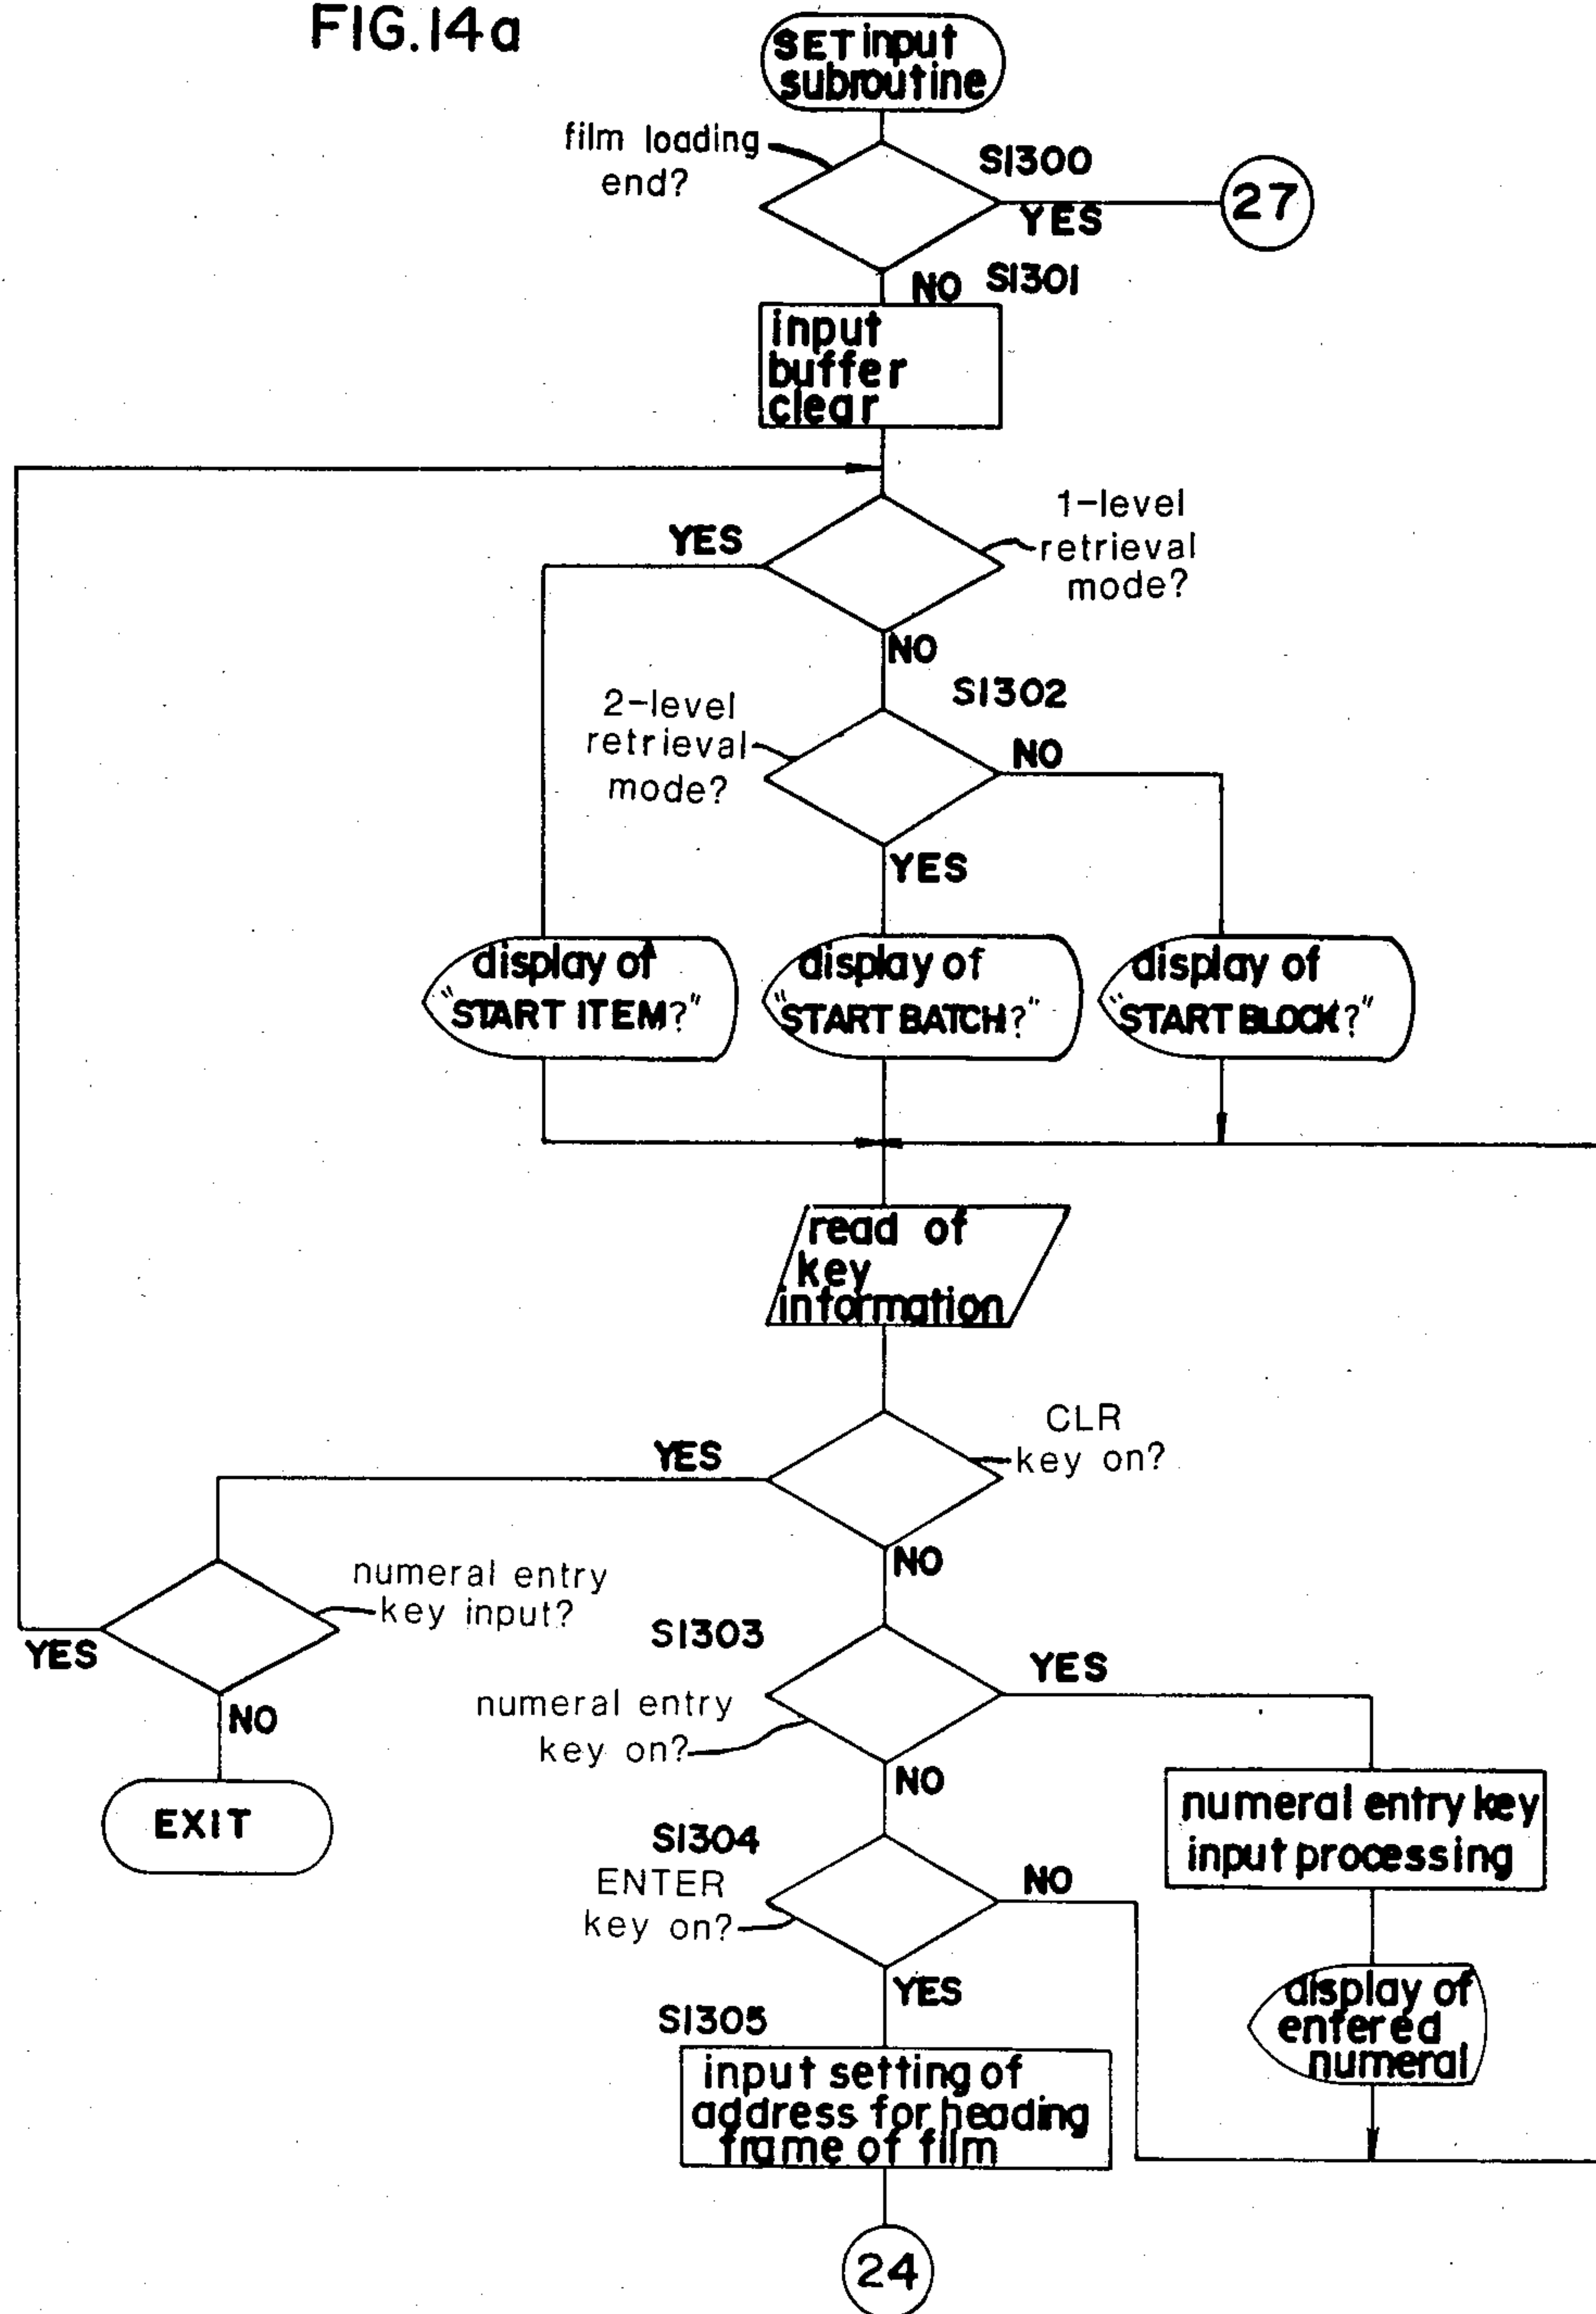 FIG.14a
SET input
subroutine
film loading
end?
S1300
YES
27
NO
S1301
input
buffer
clear
1-level
retrieval
mode?
YES
NO
S1302
2-level
retrieval
mode?
NO
YES
display of
"START ITEM?"
display of
"START BATCH?"
display of
"START BLOCK?"
read of
key
information
CLR
key on?
YES
NO
numeral entry
key input?
YES
NO
EXIT
S1303
numeral entry
key on?
YES
NO
numeral entry key
input processing
S1304
ENTER
key on?
NO
YES
display of
entered
numeral
S1305
input setting of
address for heading
frame of film
24